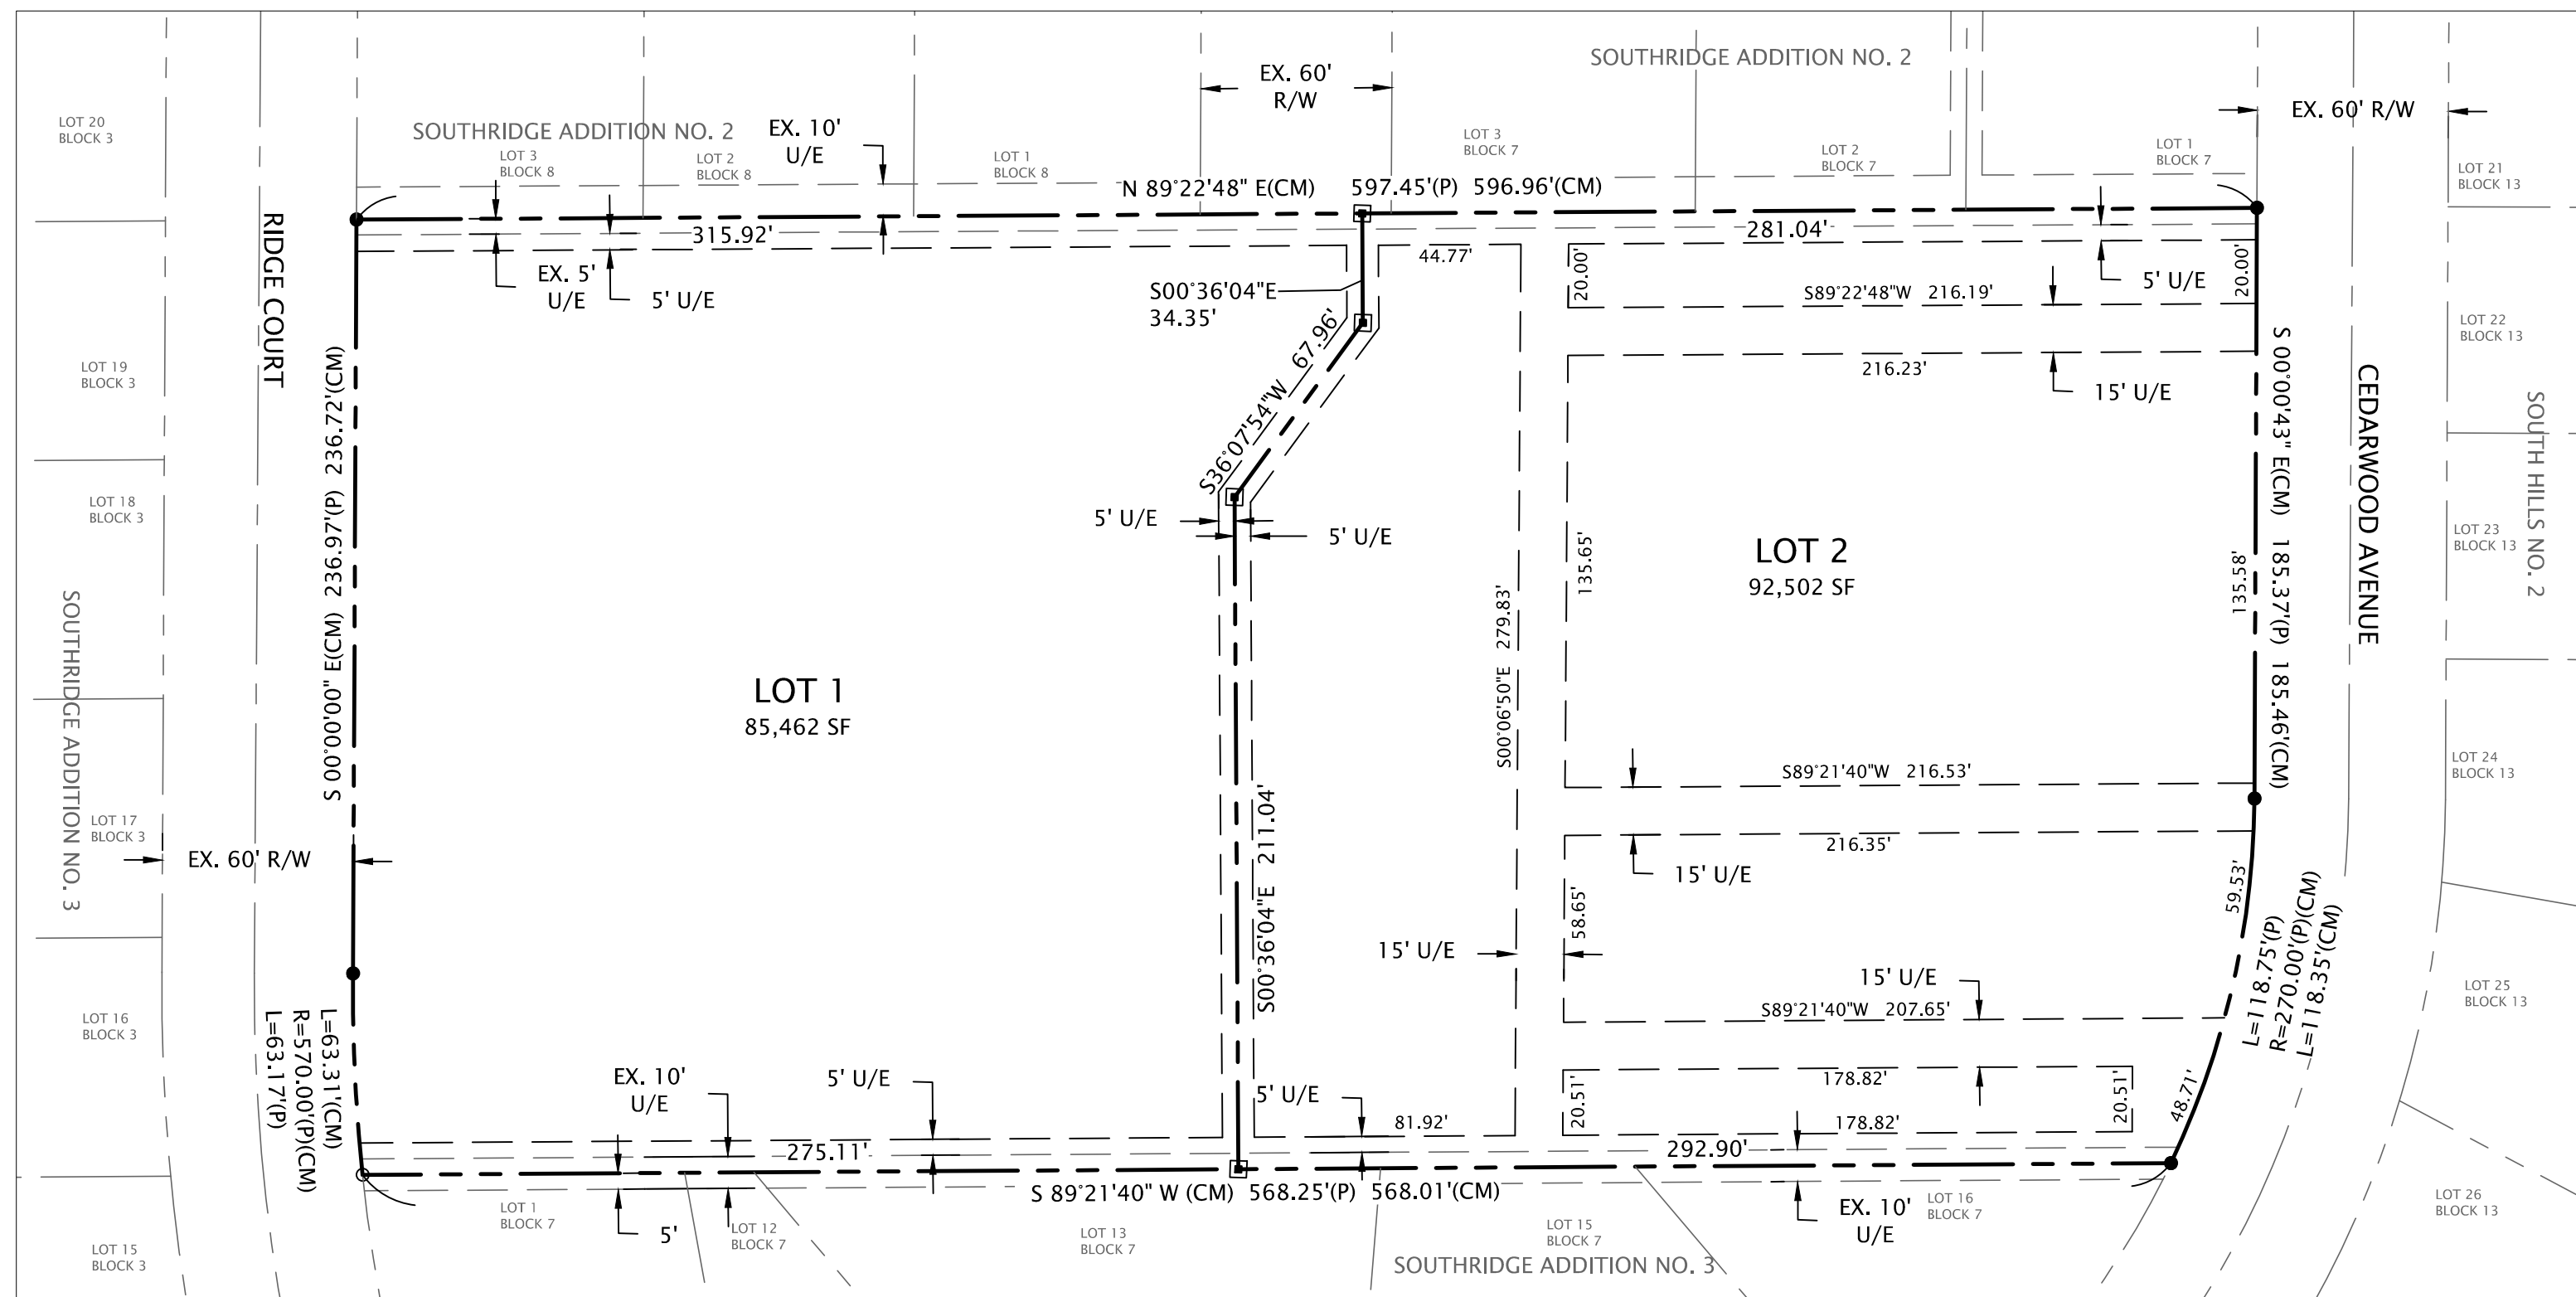 SOUTHRIDGE ADDITION NO. 2
EX. 60'
R/W
EX. 60' R/W
LOT 20
BLOCK 3
SOUTHRIDGE ADDITION NO. 2
EX. 10'
U/E
LOT 3
BLOCK 8
LOT 2
BLOCK 8
LOT 1
BLOCK 8
LOT 3
BLOCK 7
LOT 2
BLOCK 7
LOT 1
BLOCK 7
LOT 21
BLOCK 13
N 89°22'48" E(CM) 597.45'(P) 596.96'(CM)
315.92'
281.04'
RIDGE COURT
EX. 5'
U/E
5' U/E
S00°36'04"E
34.35'
44.77'
20.00'
S89°22'48"W 216.19'
5' U/E
20.00'
LOT 22
BLOCK 13
LOT 19
BLOCK 3
S 00°00'00" E(CM) 236.97'(P) 236.72'(CM)
S36°07'54"W 67.96'
216.23'
15' U/E
S 00°00'43" E(CM) 185.37'(P) 185.46'(CM)
CEDARWOOD AVENUE
SOUTH HILLS NO. 2
LOT 18
BLOCK 3
5' U/E
5' U/E
135.65'
LOT 2
92,502 SF
135.58'
LOT 23
BLOCK 13
SOUTHRIDGE ADDITION NO. 3
LOT 1
85,462 SF
S00°06'50"E 279.83'
S89°21'40"W 216.53'
LOT 24
BLOCK 13
LOT 17
BLOCK 3
EX. 60' R/W
S00°36'04"E 211.04'
216.35'
15' U/E
59.53'
58.65'
15' U/E
15' U/E
L=118.75'(P)
R=270.00'(P)(CM)
L=118.35'(CM)
LOT 25
BLOCK 13
LOT 16
BLOCK 3
L=63.31'(CM)
R=570.00'(P)(CM)
L=63.17'(P)
S89°21'40"W 207.65'
EX. 10'
U/E
5' U/E
5' U/E
81.92'
20.51'
178.82'
178.82'
20.51'
48.71'
275.11'
292.90'
S 89°21'40" W (CM) 568.25'(P) 568.01'(CM)
LOT 1
BLOCK 7
5'
LOT 12
BLOCK 7
LOT 13
BLOCK 7
LOT 15
BLOCK 7
EX. 10'
U/E
LOT 16
BLOCK 7
LOT 26
BLOCK 13
LOT 15
BLOCK 3
SOUTHRIDGE ADDITION NO. 3